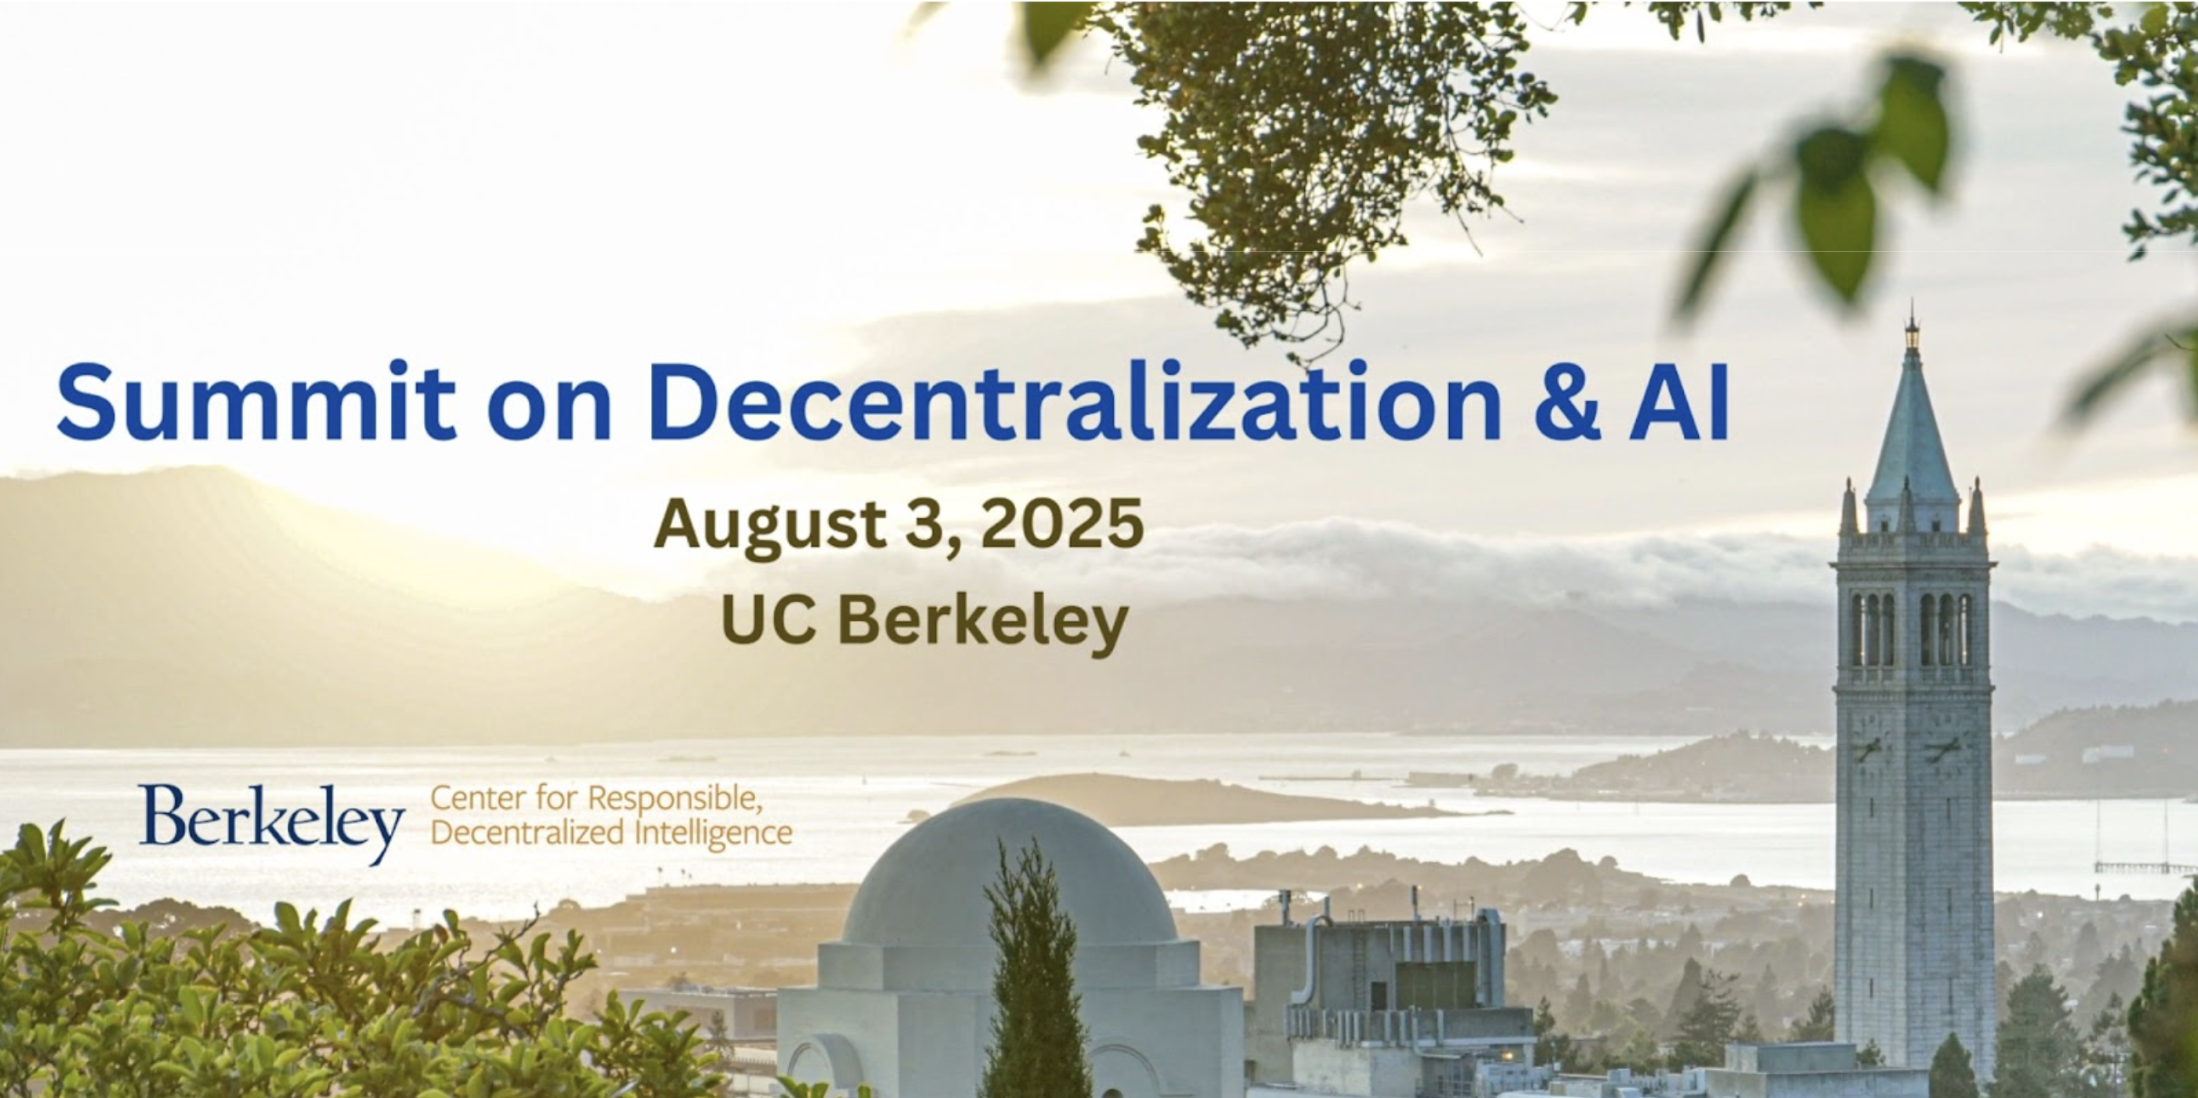 Summit on Decentralization & AI
August 3, 2025
UC Berkeley
Berkeley
Center for Responsible,
Decentralized Intelligence